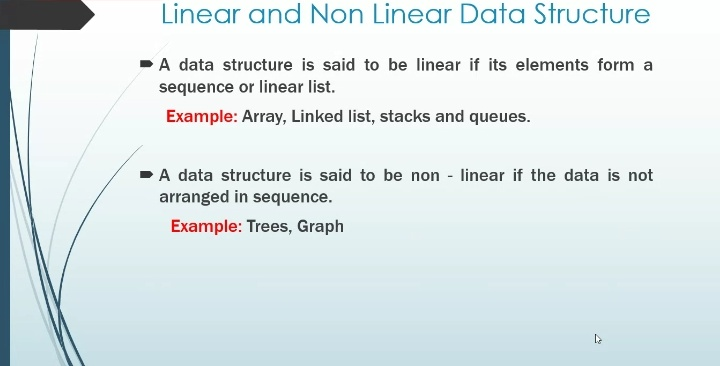 Linear and Non Linear Data Structure
A data structure is said to be linear if its elements form a
sequence or linear list.
Example: Array, Linked list, stacks and queues.
A data structure is said to be non - linear if the data is not
arranged in sequence.
Example: Trees, Graph